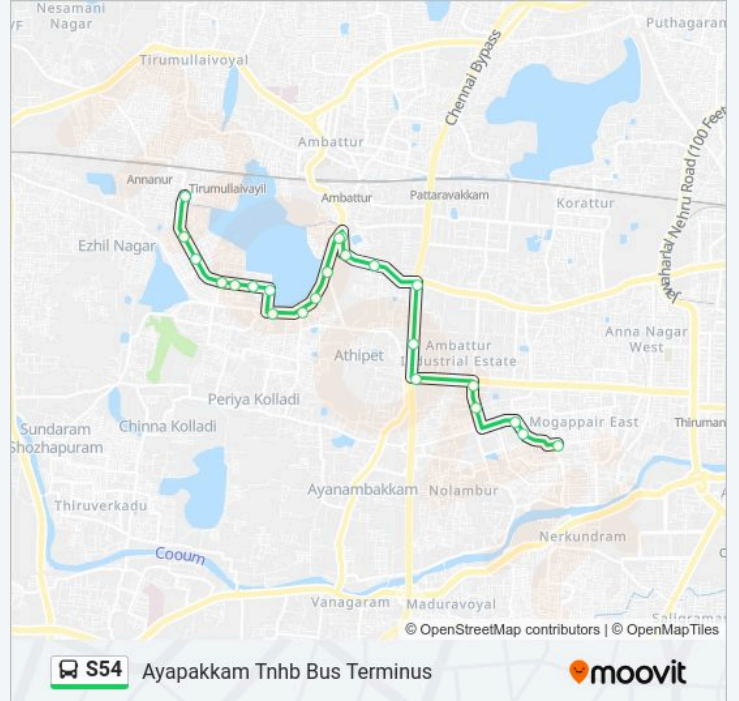 Nesamani
Nagar
Puthagaram
Tirumullaivoyal
Chennai Bypass
Ambattur
Jawaharlal Nehru Road (100 Feet
Annanur
Tirumullaivayil
Ambattur
Pattaravakkam
Korattur
Ezhil Nagar
Anna Nagar
West
Athipet
Ambattur
Industrial Estate
Periya Kolladi
Chinna Kolladi
Mogappair East
Thiruman
Sundaram
Shozhapuram
Ayanambakkam
Nolambur
Thiruverkadu
Nerkundram
Cooum
Vanagaram
Maduravoyal
© OpenStreetMap contributors | © OpenMapTiles
S54
Ayapakkam Tnhb Bus Terminus
moovit